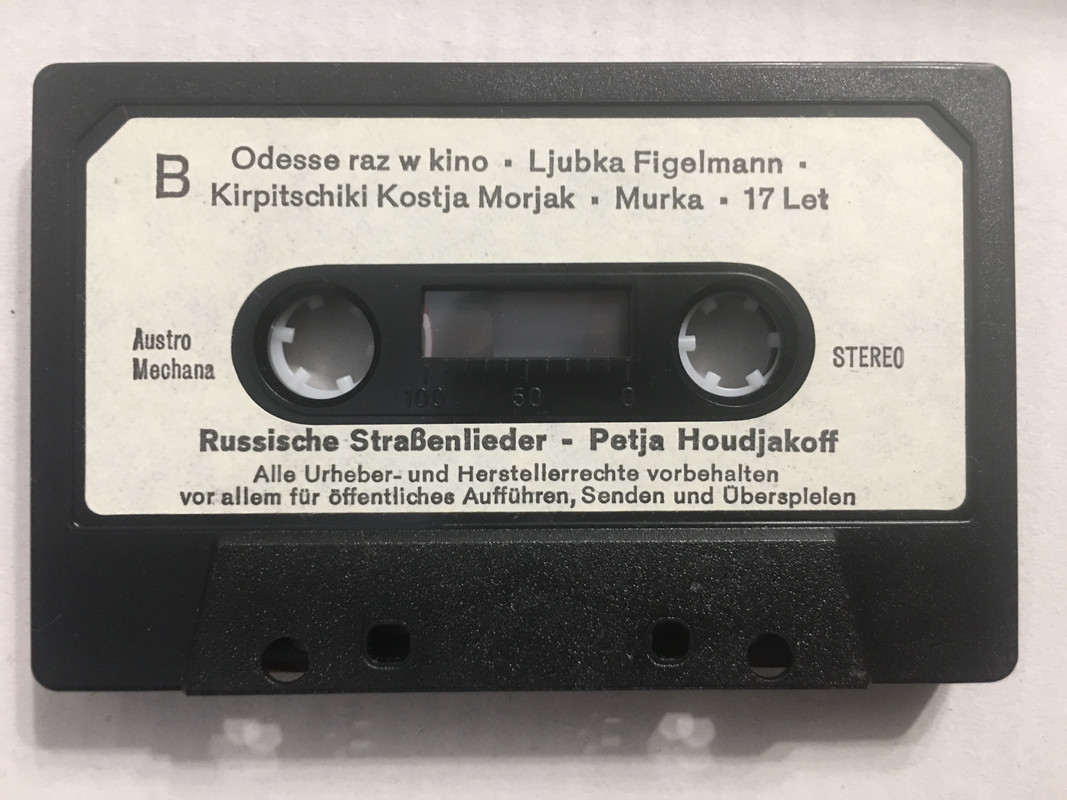 B
Odesse raz w kino ▪ Ljubka Figelmann ▪
Kirpitschiki Kostja Morjak ▪ Murka ▪ 17 Let
Austro
Mechana
STEREO
100 50 0
Russische Straßenlieder - Petja Houdjakoff
Alle Urheber- und Herstellerrechte vorbehalten
vor allem für öffentliches Aufführen, Senden und Überspielen